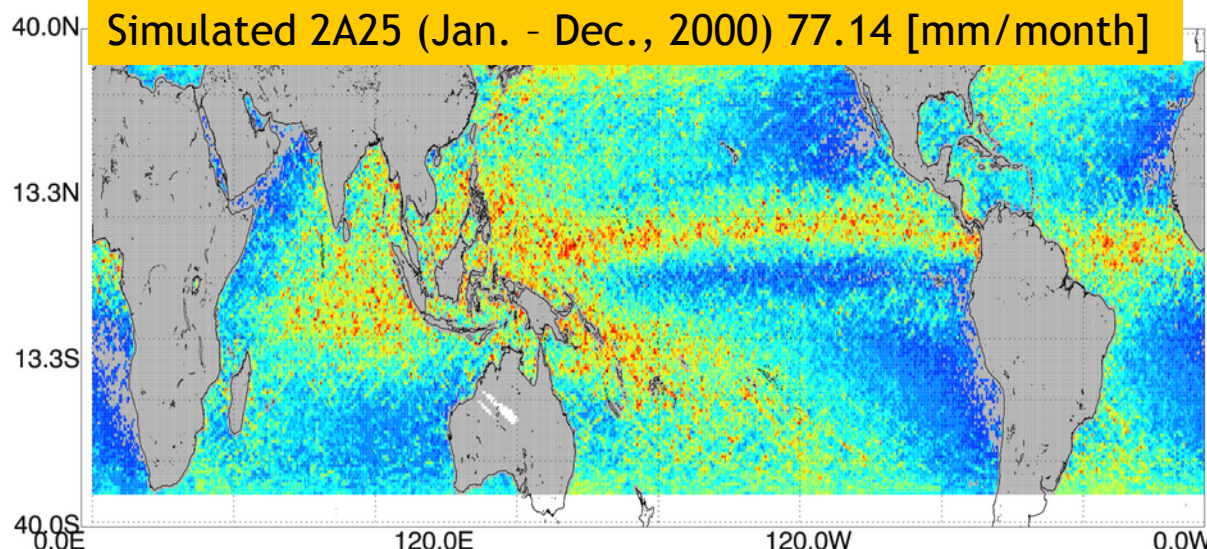 Simulated 2A25 (Jan. – Dec., 2000) 77.14 [mm/month]
40.0N
13.3N
13.3S
40.0S
0.0E 120.0E 120.0W 0.0W